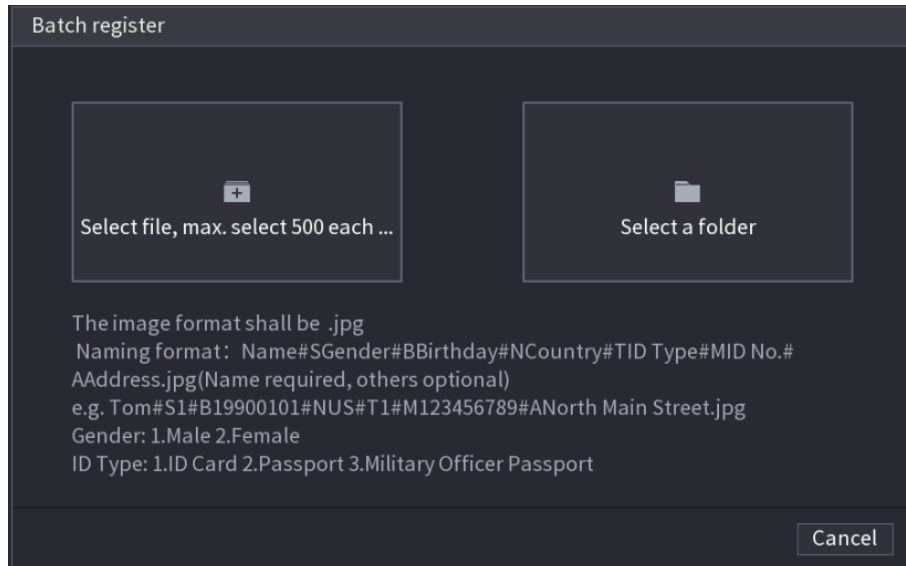 Batch register
Select file, max. select 500 each ...
Select a folder
The image format shall be .jpg
Naming format: Name#SGender#BBirthday#NCountry#TID Type#MID No.#
AAddress.jpg(Name required, others optional)
e.g. Tom#S1#B19900101#NUS#T1#M123456789#ANorth Main Street.jpg
Gender: 1.Male 2.Female
ID Type: 1.ID Card 2.Passport 3.Military Officer Passport
Cancel